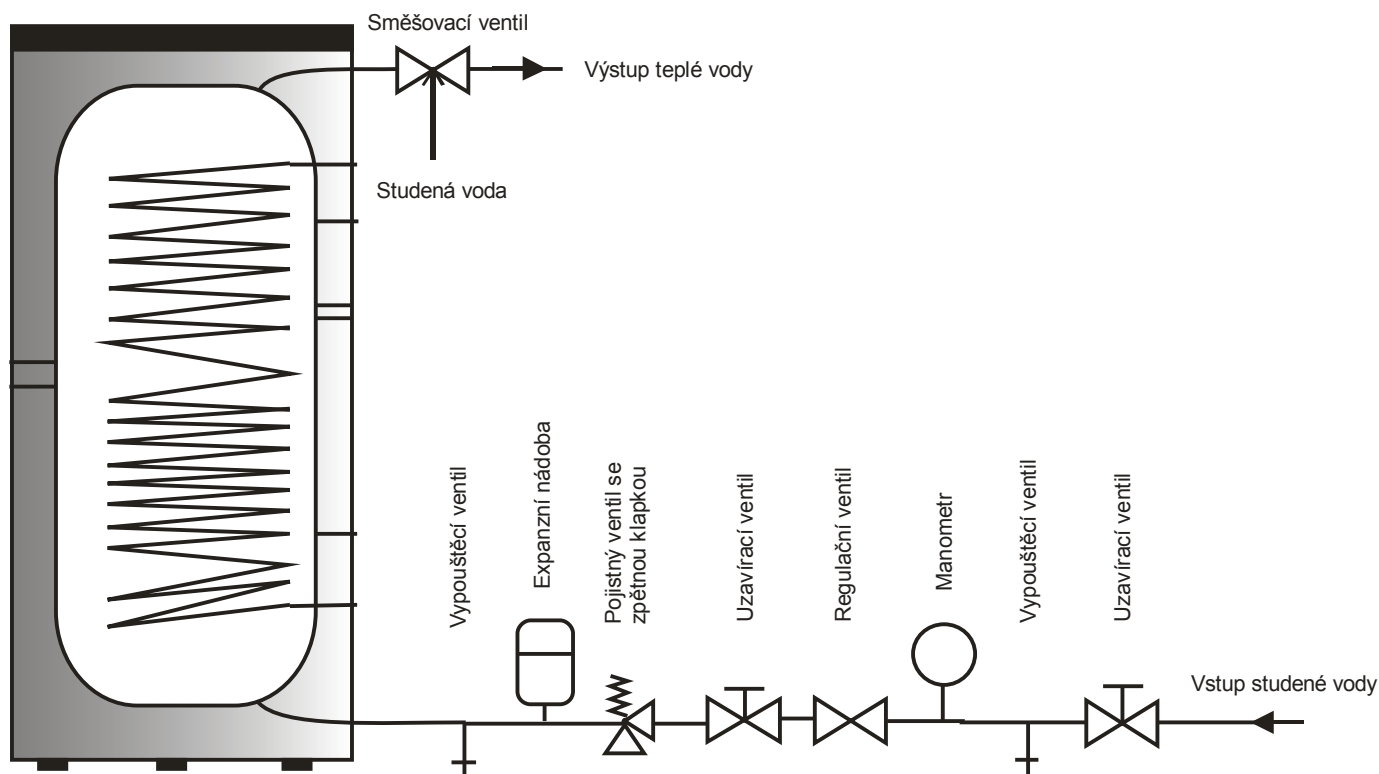 Směšovací ventil
Výstup teplé vody
Studená voda
Vypouštěcí ventil
Expanzní nádoba
Pojistný ventil se
zpětnou klapkou
Uzavírací ventil
Regulační ventil
Manometr
Vypouštěcí ventil
Uzavírací ventil
Vstup studené vody